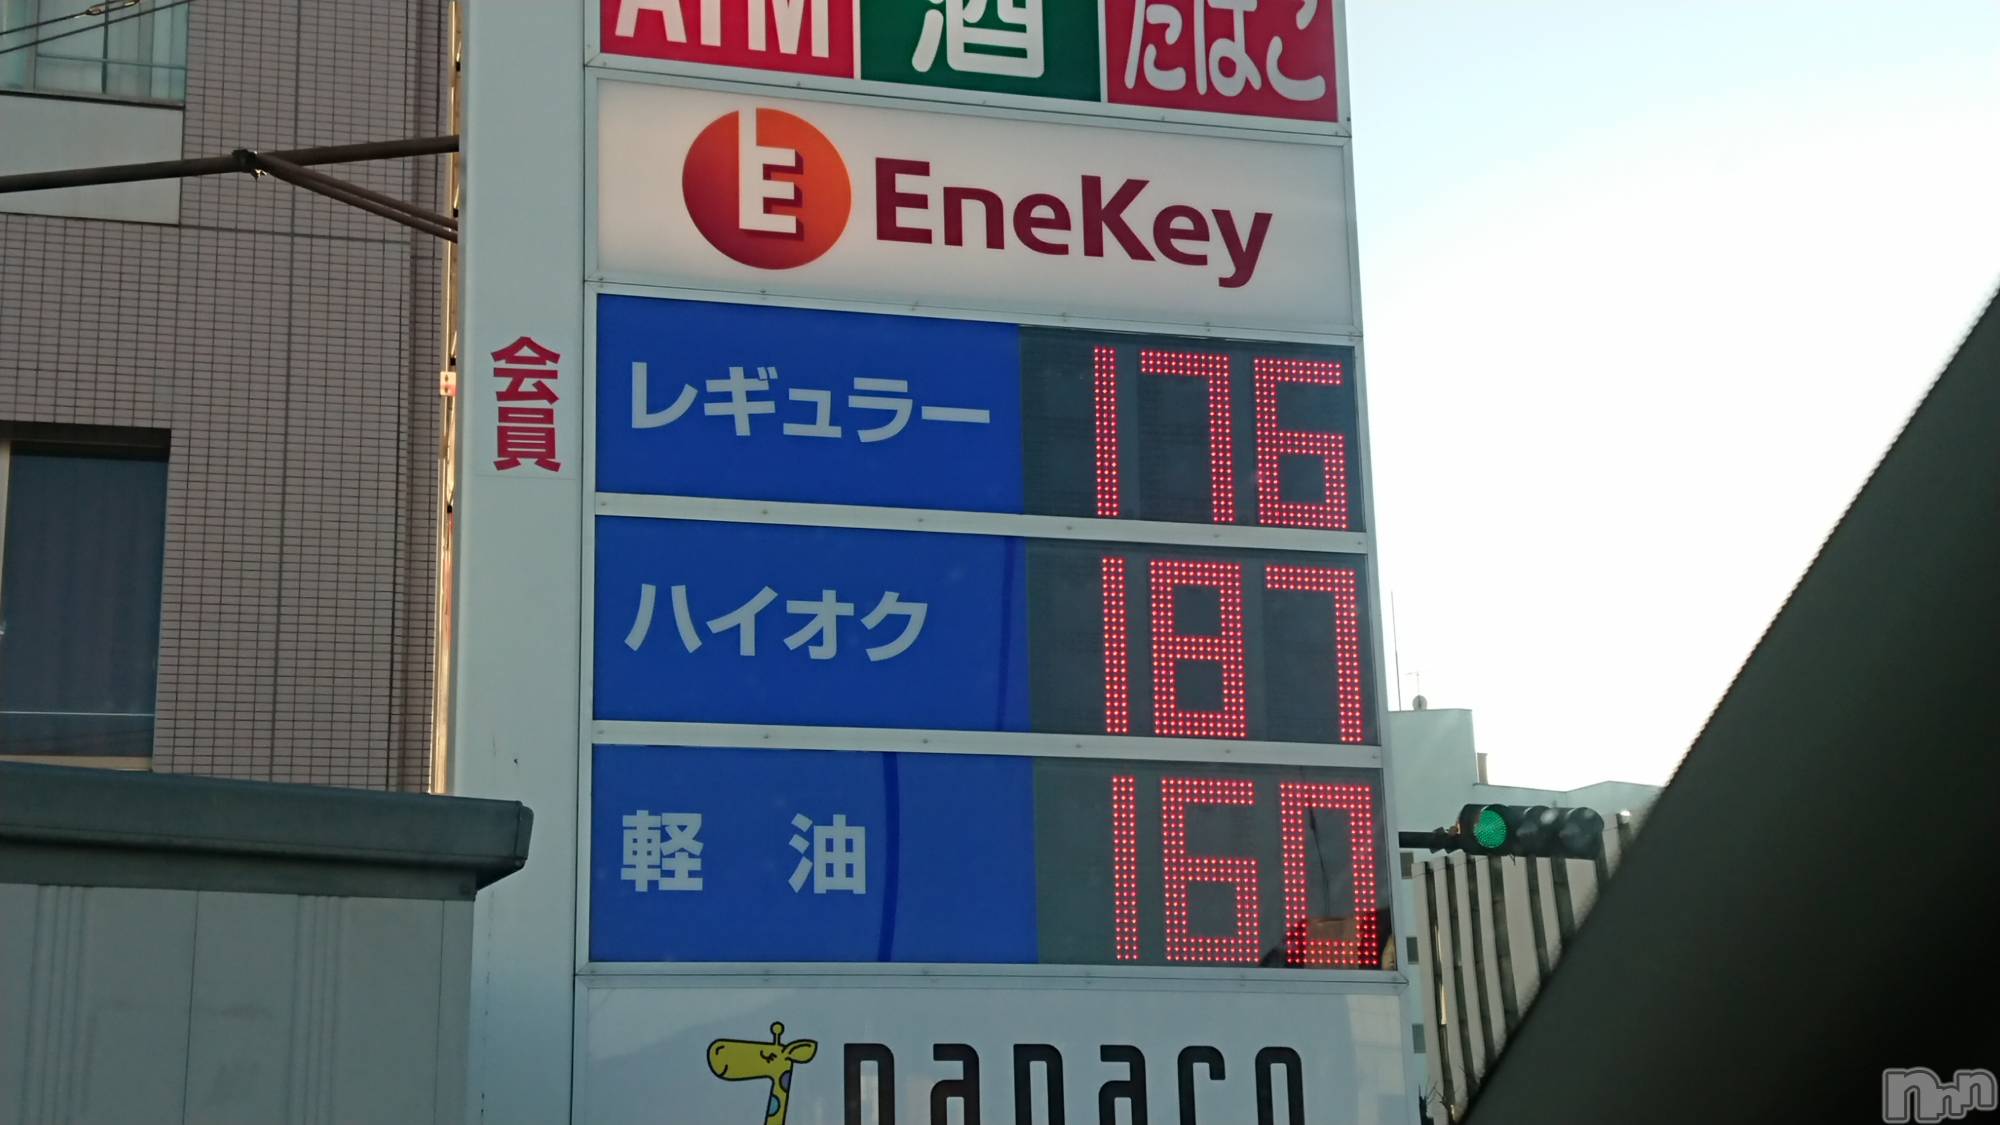 ATM 酒 たばこ
EneKey
会員
レギュラー 176
ハイオク 187
軽 油 160
nanaco
nnn